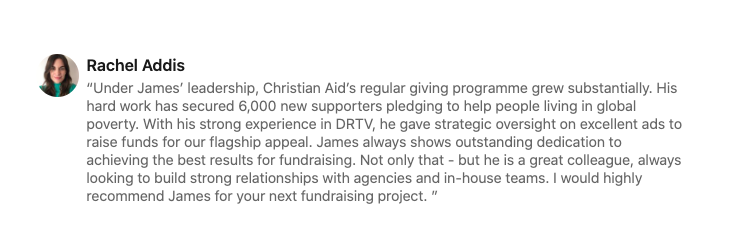 Rachel Addis
“Under James’ leadership, Christian Aid’s regular giving programme grew substantially. His
hard work has secured 6,000 new supporters pledging to help people living in global
poverty. With his strong experience in DRTV, he gave strategic oversight on excellent ads to
raise funds for our flagship appeal. James always shows outstanding dedication to
achieving the best results for fundraising. Not only that - but he is a great colleague, always
looking to build strong relationships with agencies and in-house teams. I would highly
recommend James for your next fundraising project. ”